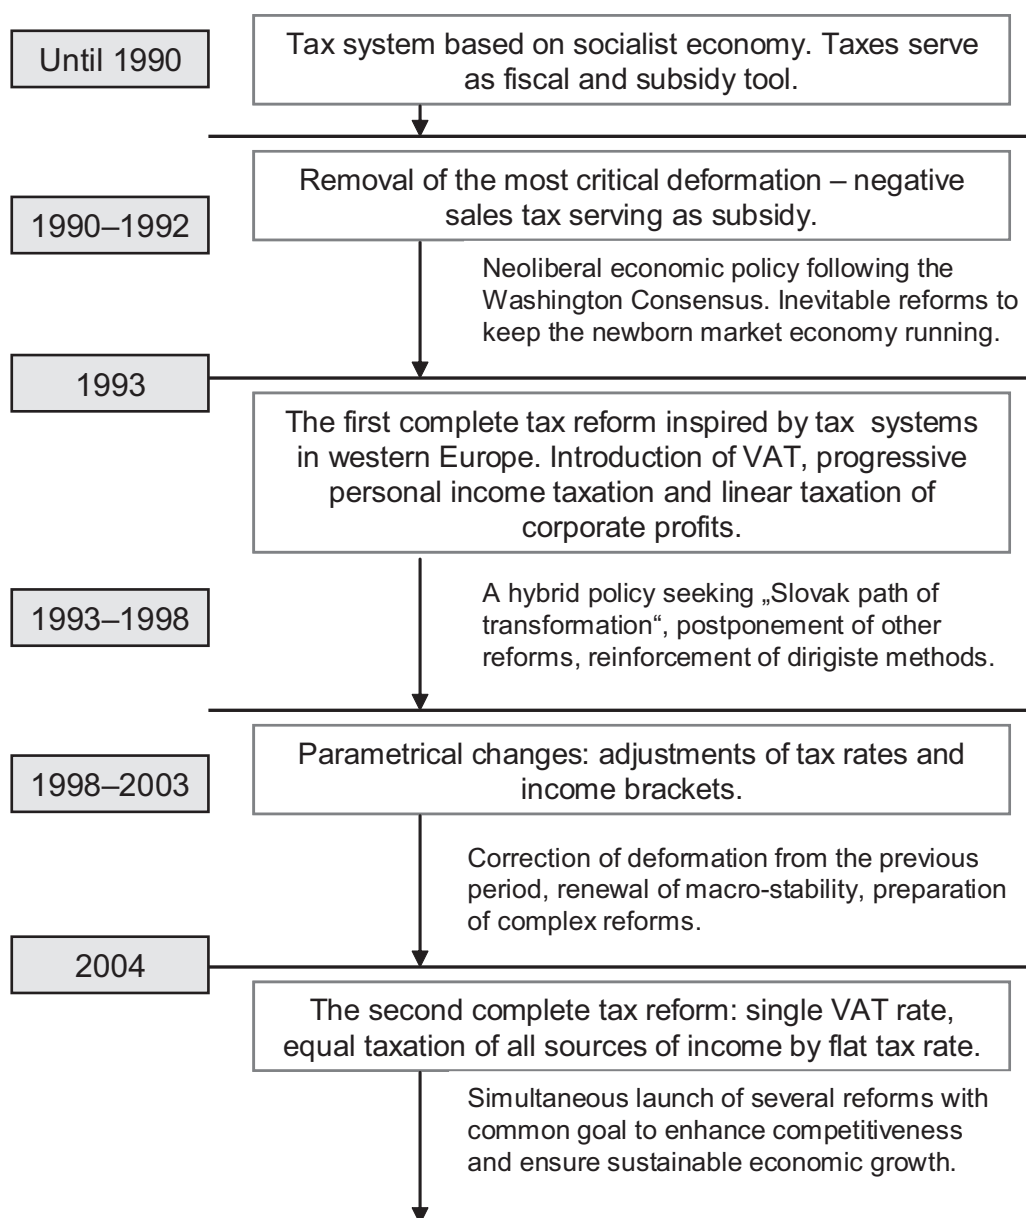 Until 1990
Tax system based on socialist economy. Taxes serve
as fiscal and subsidy tool.
1990–1992
Removal of the most critical deformation – negative
sales tax serving as subsidy.
Neoliberal economic policy following the
Washington Consensus. Inevitable reforms to
keep the newborn market economy running.
1993
The first complete tax reform inspired by tax  systems
in western Europe. Introduction of VAT, progressive
personal income taxation and linear taxation of
corporate profits.
1993–1998
A hybrid policy seeking „Slovak path of
transformation“, postponement of other
reforms, reinforcement of dirigiste methods.
1998–2003
Parametrical changes: adjustments of tax rates and
income brackets.
Correction of deformation from the previous
period, renewal of macro-stability, preparation
of complex reforms.
2004
The second complete tax reform: single VAT rate,
equal taxation of all sources of income by flat tax rate.
Simultaneous launch of several reforms with
common goal to enhance competitiveness
and ensure sustainable economic growth.